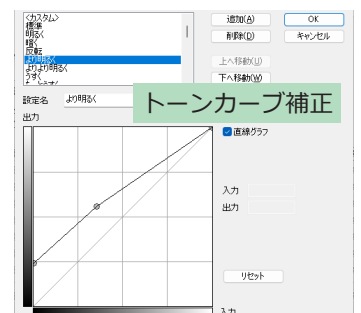 <カスタム>
標準
明るく
暗く
反転
より明るく
よりより明るく
うすく
追加(A)
OK
削除(D)
キャンセル
上へ移動(U)
下へ移動(W)
設定名 より明るく
トーンカーブ補正
出力
直線グラフ
入力
出力
リセット
入力